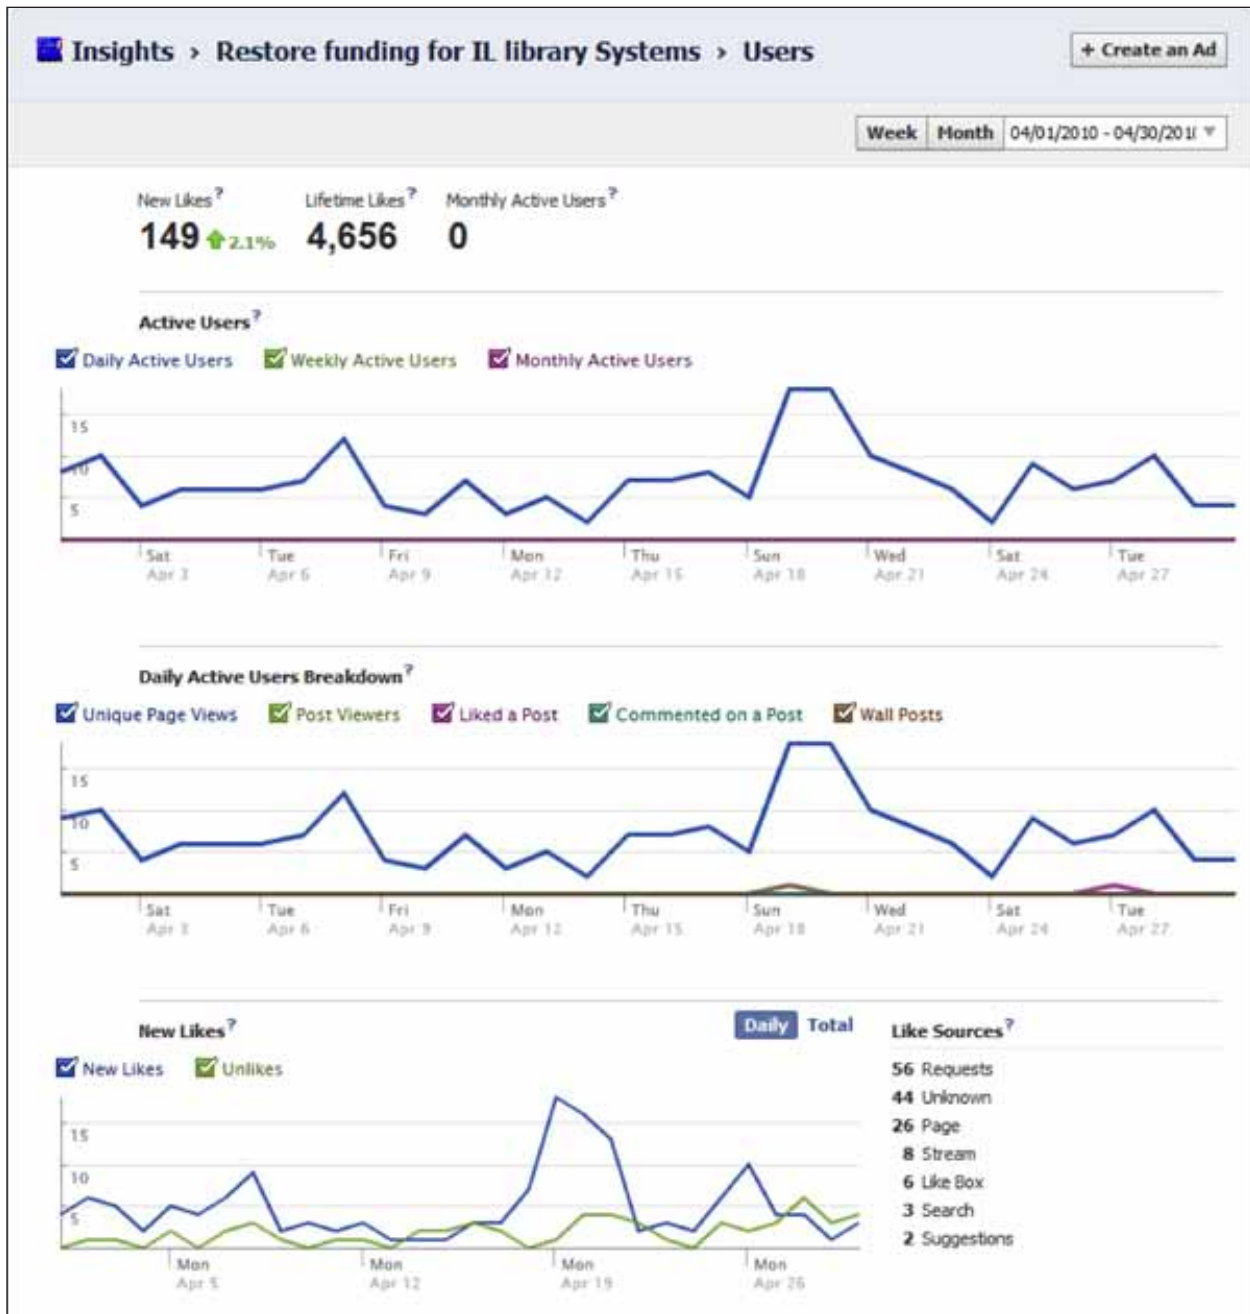 Insights › Restore funding for IL library Systems › Users
+ Create an Ad
Week Month 04/01/2010 - 04/30/201
New Likes? Lifetime Likes? Monthly Active Users?
149 2.1% 4,656 0
Active Users?
Daily Active Users Weekly Active Users Monthly Active Users
15
10
5
Sat Tue Fri Mon Thu Sun Wed Sat Tue
Apr 3 Apr 6 Apr 9 Apr 12 Apr 15 Apr 18 Apr 21 Apr 24 Apr 27
Daily Active Users Breakdown?
Unique Page Views Post Viewers Liked a Post Commented on a Post Wall Posts
15
10
5
Sat Tue Fri Mon Thu Sun Wed Sat Tue
Apr 3 Apr 6 Apr 9 Apr 12 Apr 15 Apr 18 Apr 21 Apr 24 Apr 27
New Likes? Daily Total
New Likes Unlikes
15
10
5
Mon Mon Mon Mon
Apr 5 Apr 12 Apr 19 Apr 26
Like Sources?
56 Requests
44 Unknown
26 Page
8 Stream
6 Like Box
3 Search
2 Suggestions